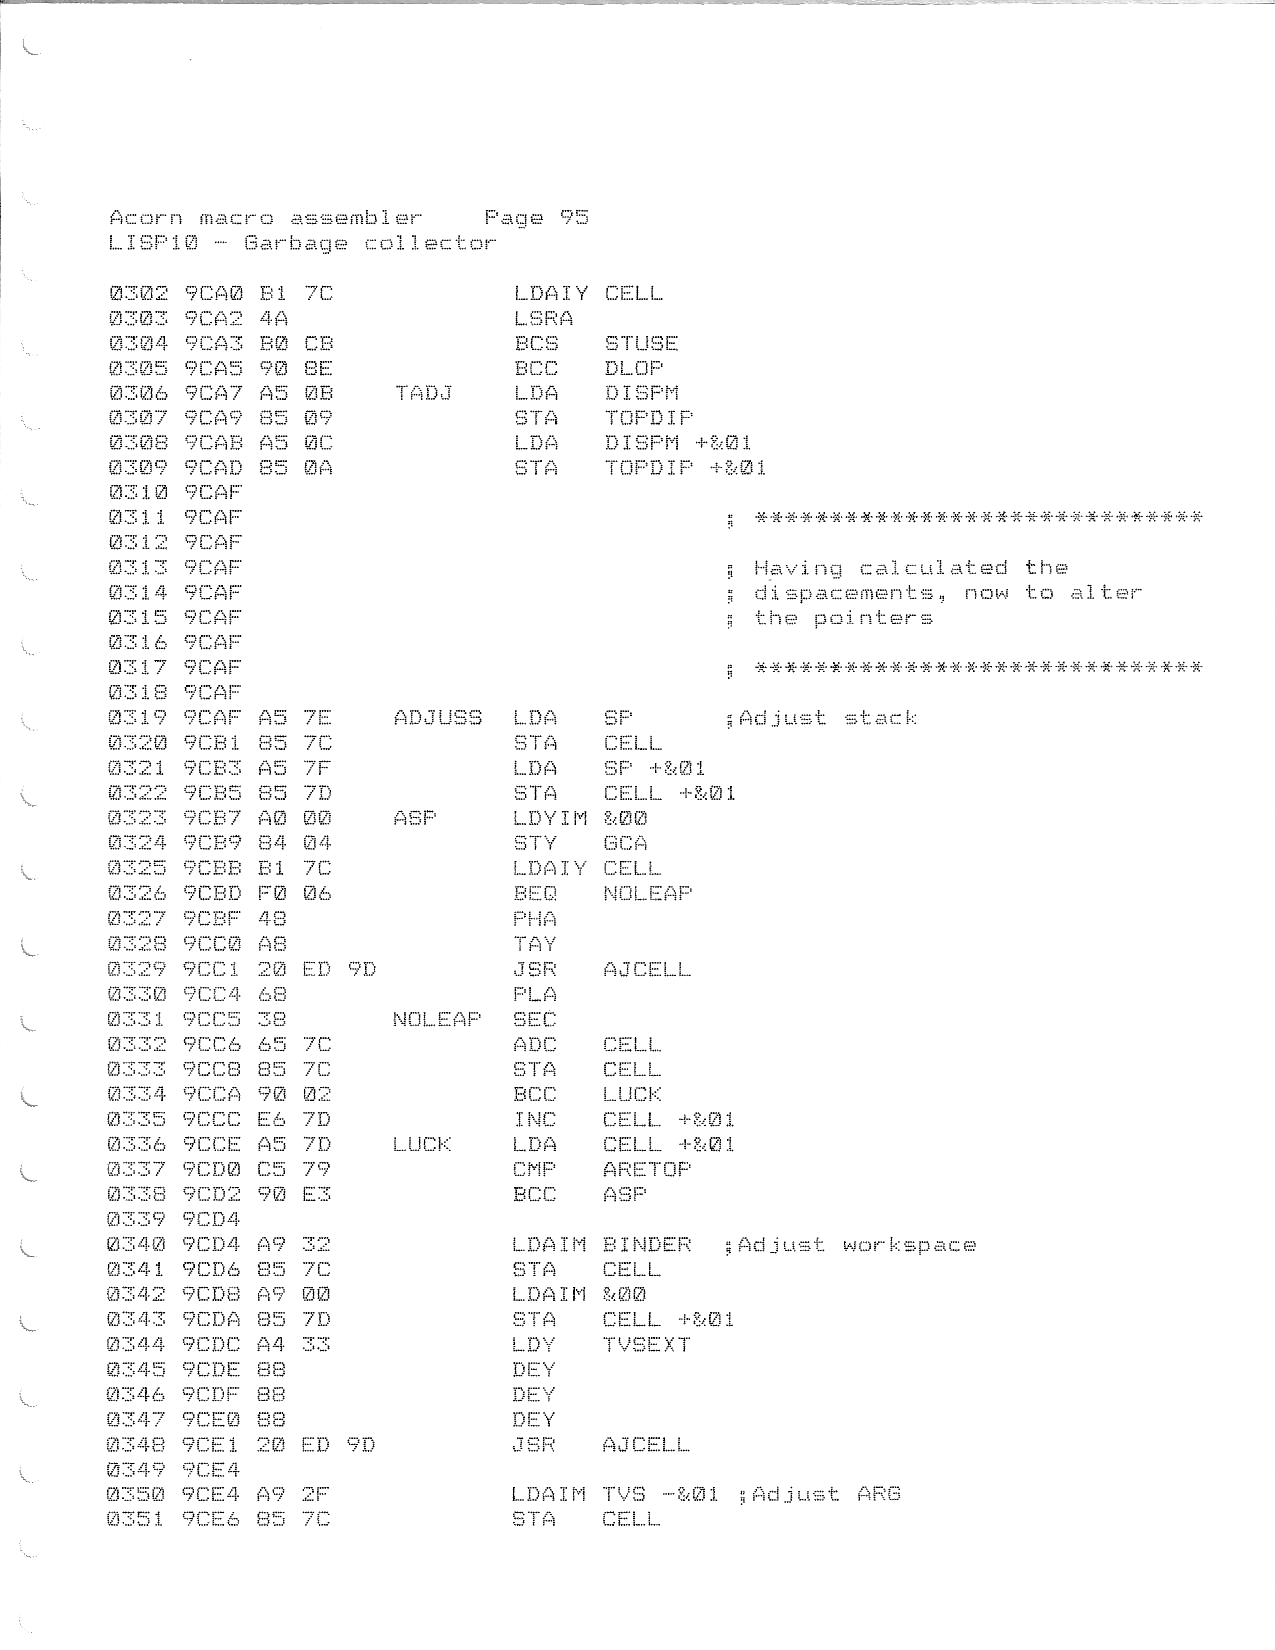 Acorn macro assembler    Page 95
LISP10 - Garbage collector

0302 9CA0 B1 7C            LDAIY CELL
0303 9CA2 4A               LSRA
0304 9CA3 B0 CB            BCS   STUSE
0305 9CA5 90 8E            BCC   DLOP
0306 9CA7 A5 0B    TADJ    LDA   DISPM
0307 9CA9 85 09            STA   TOPDIP
0308 9CAB A5 0C            LDA   DISPM +&01
0309 9CAD 85 0A            STA   TOPDIP +&01
0310 9CAF
0311 9CAF                                ; ******************************
0312 9CAF
0313 9CAF                                ; Having calculated the
0314 9CAF                                ; dispacements, now to alter
0315 9CAF                                ; the pointers
0316 9CAF
0317 9CAF                                ; ******************************
0318 9CAF
0319 9CAF A5 7E    ADJUSS  LDA   SP      ;Adjust stack
0320 9CB1 85 7C            STA   CELL
0321 9CB3 A5 7F            LDA   SP +&01
0322 9CB5 85 7D            STA   CELL +&01
0323 9CB7 A0 00    ASP     LDYIM &00
0324 9CB9 84 04            STY   GCA
0325 9CBB B1 7C            LDAIY CELL
0326 9CBD F0 06            BEQ   NOLEAP
0327 9CBF 48               PHA
0328 9CC0 A8               TAY
0329 9CC1 20 ED 9D         JSR   AJCELL
0330 9CC4 68               PLA
0331 9CC5 38       NOLEAP  SEC
0332 9CC6 65 7C            ADC   CELL
0333 9CC8 85 7C            STA   CELL
0334 9CCA 90 02            BCC   LUCK
0335 9CCC E6 7D            INC   CELL +&01
0336 9CCE A5 7D    LUCK    LDA   CELL +&01
0337 9CD0 C5 79            CMP   ARETOP
0338 9CD2 90 E3            BCC   ASP
0339 9CD4
0340 9CD4 A9 32            LDAIM BINDER  ;Adjust workspace
0341 9CD6 85 7C            STA   CELL
0342 9CD8 A9 00            LDAIM &00
0343 9CDA 85 7D            STA   CELL +&01
0344 9CDC A4 33            LDY   TVSEXT
0345 9CDE 88               DEY
0346 9CDF 88               DEY
0347 9CE0 88               DEY
0348 9CE1 20 ED 9D         JSR   AJCELL
0349 9CE4
0350 9CE4 A9 2F            LDAIM TVS -&01 ;Adjust ARG
0351 9CE6 85 7C            STA   CELL